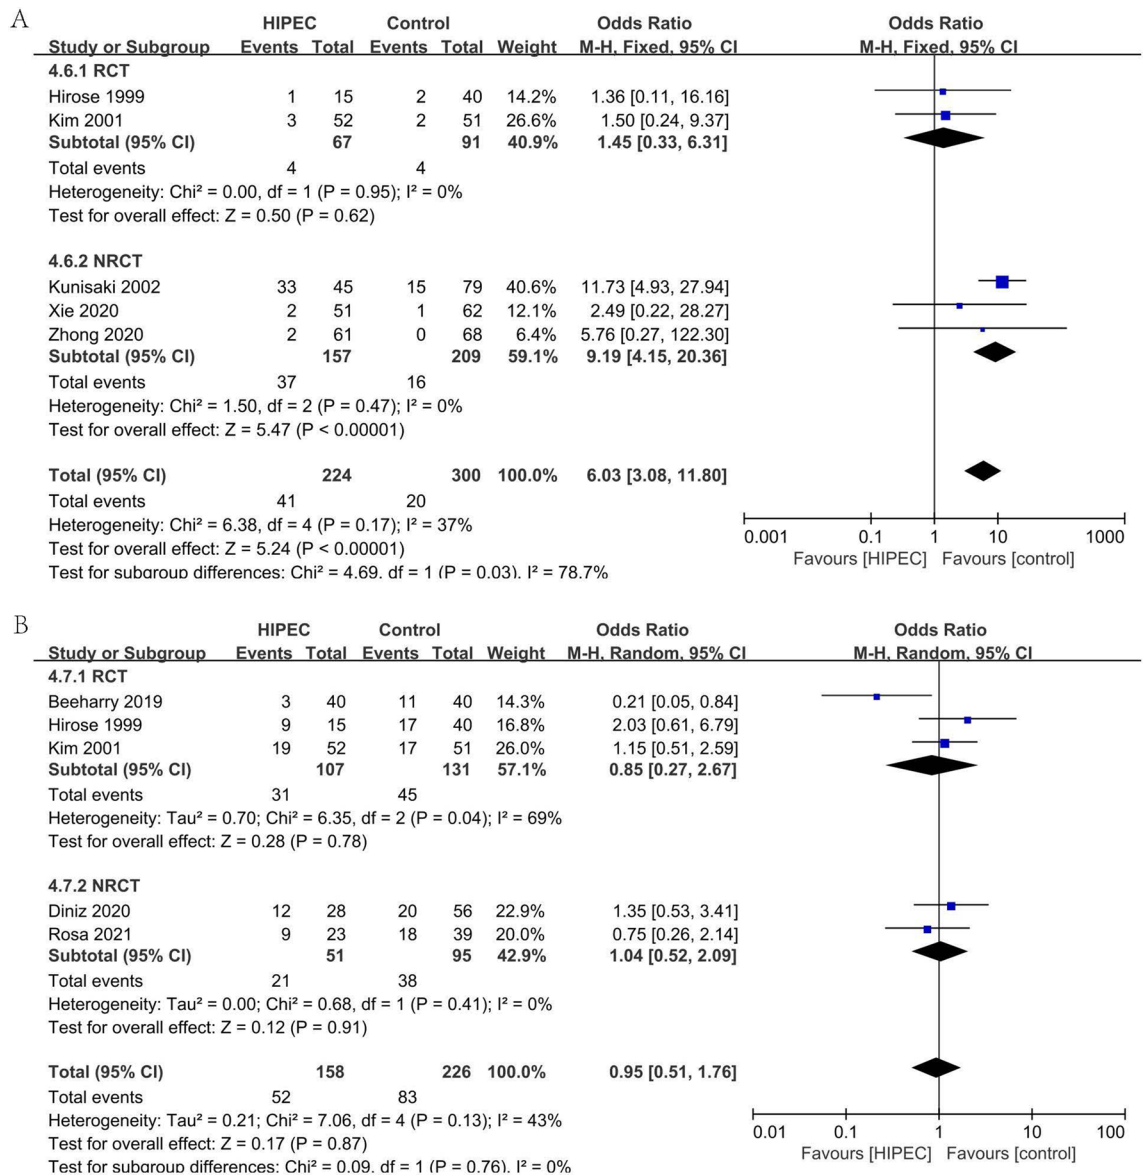 A
HIPEC Control Odds Ratio Odds Ratio
Study or Subgroup Events Total Events Total Weight M-H, Fixed, 95% CI M-H, Fixed, 95% CI
4.6.1 RCT
Hirose 1999 1 15 2 40 14.2% 1.36 [0.11, 16.16]
Kim 2001 3 52 2 51 26.6% 1.50 [0.24, 9.37]
Subtotal (95% CI) 67 91 40.9% 1.45 [0.33, 6.31]
Total events 4 4
Heterogeneity: Chi² = 0.00, df = 1 (P = 0.95); I² = 0%
Test for overall effect: Z = 0.50 (P = 0.62)
4.6.2 NRCT
Kunisaki 2002 33 45 15 79 40.6% 11.73 [4.93, 27.94]
Xie 2020 2 51 1 62 12.1% 2.49 [0.22, 28.27]
Zhong 2020 2 61 0 68 6.4% 5.76 [0.27, 122.30]
Subtotal (95% CI) 157 209 59.1% 9.19 [4.15, 20.36]
Total events 37 16
Heterogeneity: Chi² = 1.50, df = 2 (P = 0.47); I² = 0%
Test for overall effect: Z = 5.47 (P < 0.00001)
Total (95% CI) 224 300 100.0% 6.03 [3.08, 11.80]
Total events 41 20
Heterogeneity: Chi² = 6.38, df = 4 (P = 0.17); I² = 37%
Test for overall effect: Z = 5.24 (P < 0.00001)
Test for subgroup differences: Chi² = 4.69, df = 1 (P = 0.03), I² = 78.7%
0.001 0.1 1 10 1000
Favours [HIPEC] Favours [control]
B
HIPEC Control Odds Ratio Odds Ratio
Study or Subgroup Events Total Events Total Weight M-H, Random, 95% CI M-H, Random, 95% CI
4.7.1 RCT
Beeharry 2019 3 40 11 40 14.3% 0.21 [0.05, 0.84]
Hirose 1999 9 15 17 40 16.8% 2.03 [0.61, 6.79]
Kim 2001 19 52 17 51 26.0% 1.15 [0.51, 2.59]
Subtotal (95% CI) 107 131 57.1% 0.85 [0.27, 2.67]
Total events 31 45
Heterogeneity: Tau² = 0.70; Chi² = 6.35, df = 2 (P = 0.04); I² = 69%
Test for overall effect: Z = 0.28 (P = 0.78)
4.7.2 NRCT
Diniz 2020 12 28 20 56 22.9% 1.35 [0.53, 3.41]
Rosa 2021 9 23 18 39 20.0% 0.75 [0.26, 2.14]
Subtotal (95% CI) 51 95 42.9% 1.04 [0.52, 2.09]
Total events 21 38
Heterogeneity: Tau² = 0.00; Chi² = 0.68, df = 1 (P = 0.41); I² = 0%
Test for overall effect: Z = 0.12 (P = 0.91)
Total (95% CI) 158 226 100.0% 0.95 [0.51, 1.76]
Total events 52 83
Heterogeneity: Tau² = 0.21; Chi² = 7.06, df = 4 (P = 0.13); I² = 43%
Test for overall effect: Z = 0.17 (P = 0.87)
Test for subgroup differences: Chi² = 0.09, df = 1 (P = 0.76), I² = 0%
0.01 0.1 1 10 100
Favours [HIPEC] Favours [control]